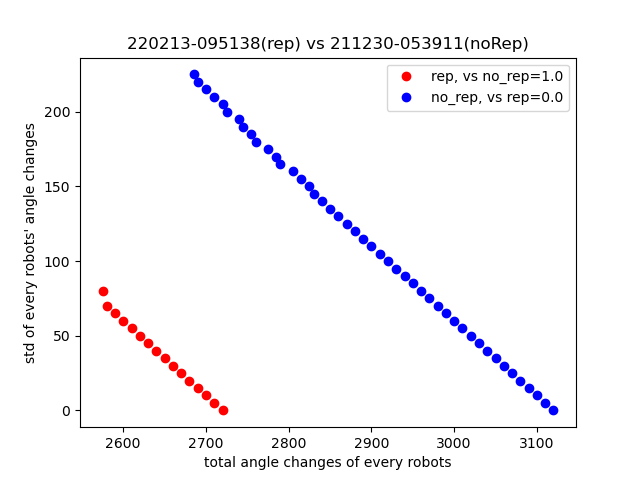 220213-095138(rep) vs 211230-053911(noRep)
rep, vs no_rep=1.0
no_rep, vs rep=0.0
std of every robots' angle changes
200
150
100
50
0
2600 2700 2800 2900 3000 3100
total angle changes of every robots